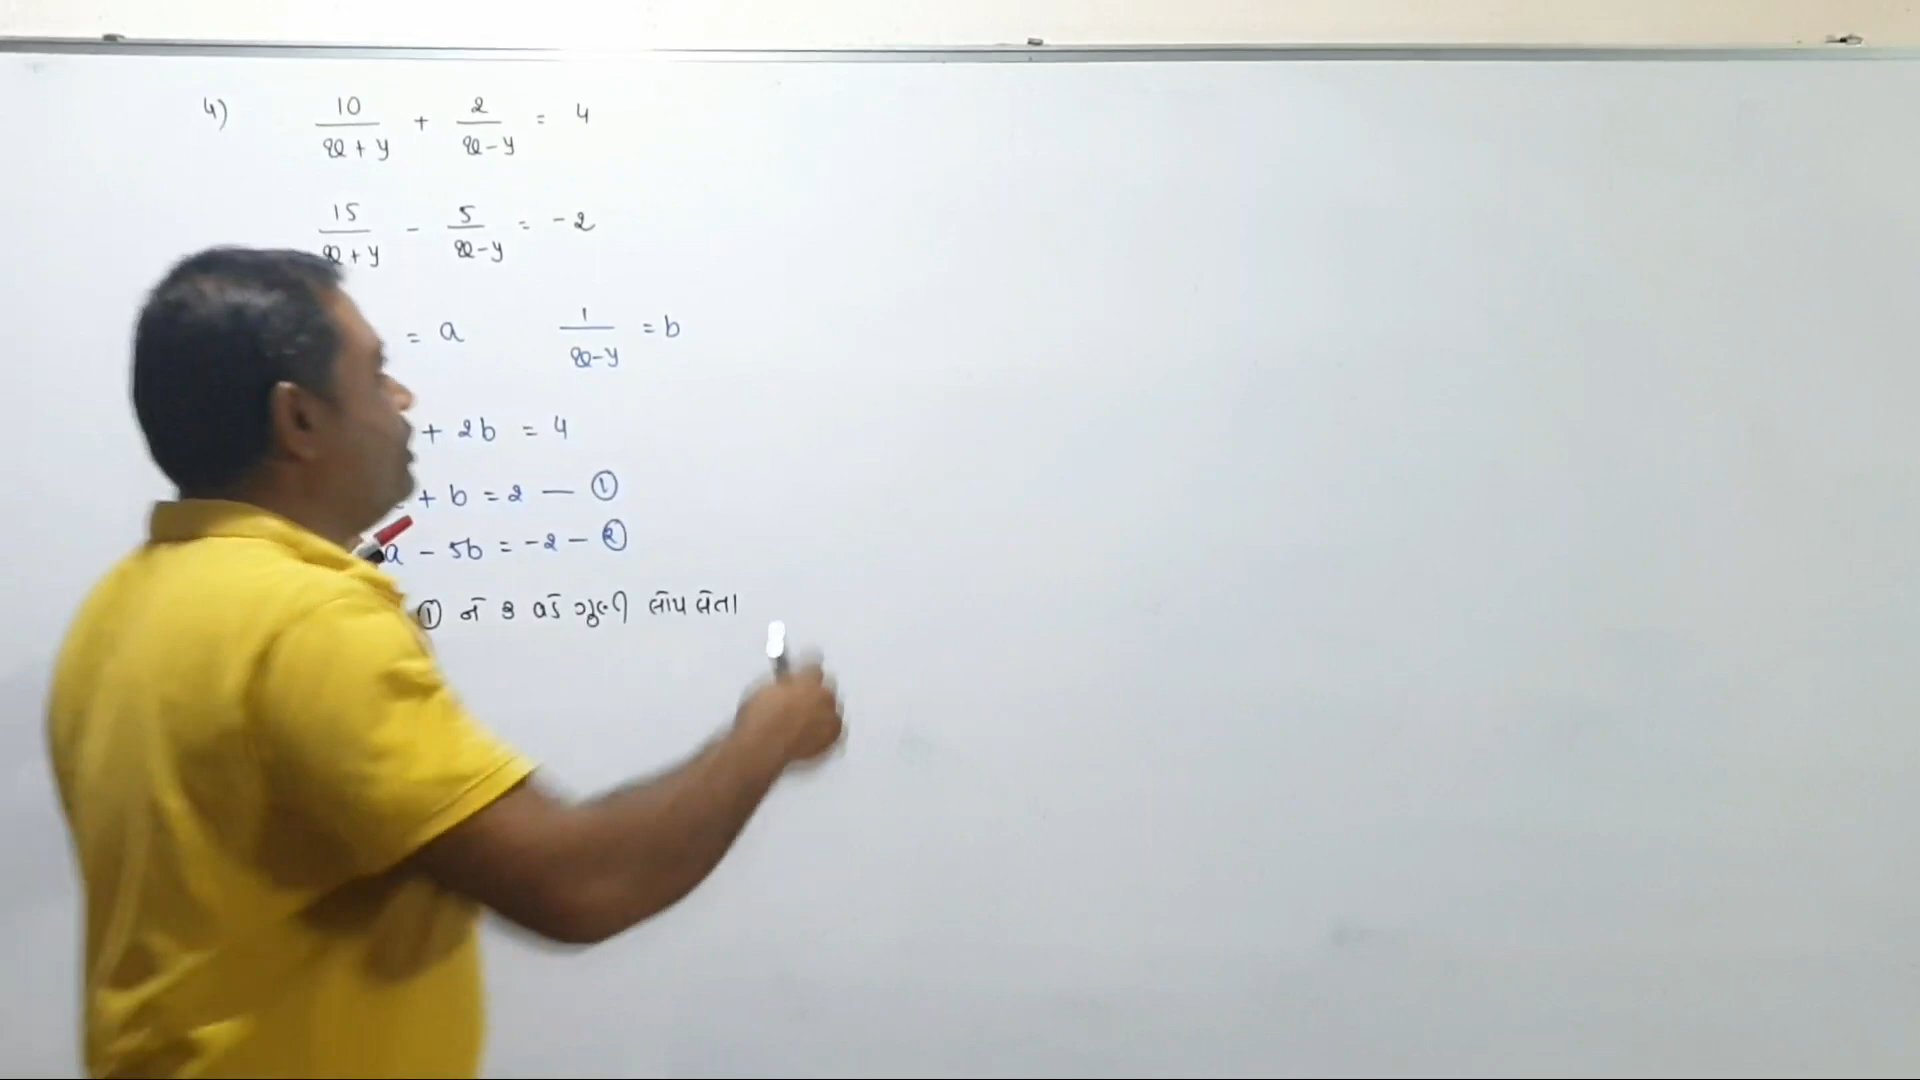 4) 10/(x+y) + 2/(x-y) = 4
15/(x+y) - 5/(x-y) = -2
= a 1/(x-y) = b
+ 2b = 4
+ b = 2 — ①
a - 5b = -2 — ②
① ને 3 વડે ગુણી લોપ લેતા